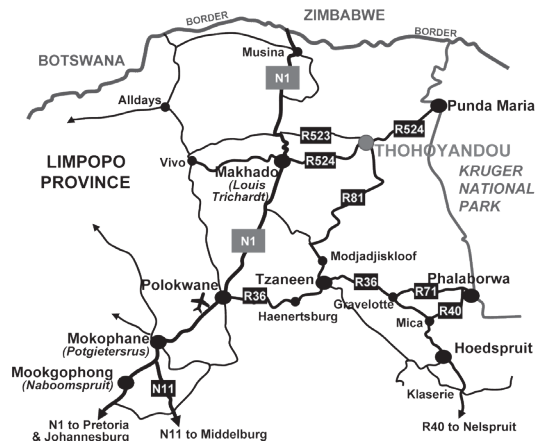 BORDER
ZIMBABWE
BORDER
BOTSWANA
Musina
N1
Alldays
Punda Maria
R523
R524
THOHOYANDOU
LIMPOPO
PROVINCE
Vivo
Makhado
(Louis
Trichardt)
R524
KRUGER
NATIONAL
PARK
R81
N1
Modjadjiskloof
Polokwane
R36
Tzaneen
R36
R71
Phalaborwa
Haenertsburg
Gravelotte
Mica
R40
Mokophane
(Potgietersrus)
Hoedspruit
Mookgophong
(Naboomspruit)
N11
Klaserie
N1 to Pretoria
& Johannesburg
N11 to Middelburg
R40 to Nelspruit